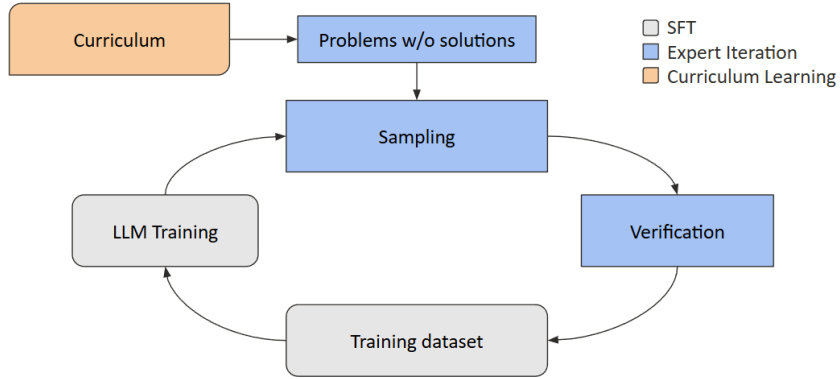 Curriculum
Problems w/o solutions
SFT
Expert Iteration
Curriculum Learning
Sampling
LLM Training
Verification
Training dataset